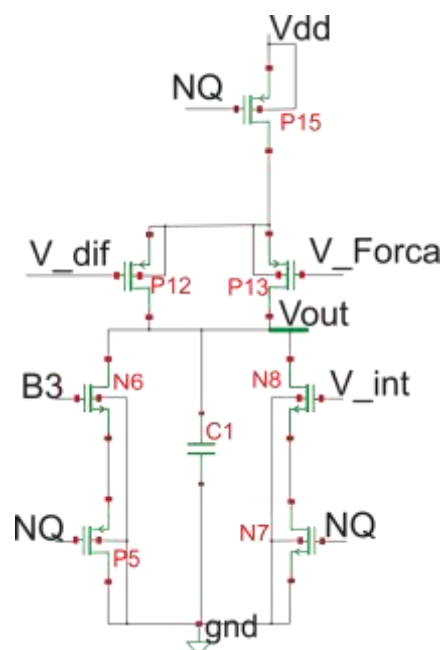 Vdd
NQ
P15
V_dif
V_Forca
P12
P13
Vout
B3
N6
N8
V_int
C1
NQ
P5
N7
NQ
gnd